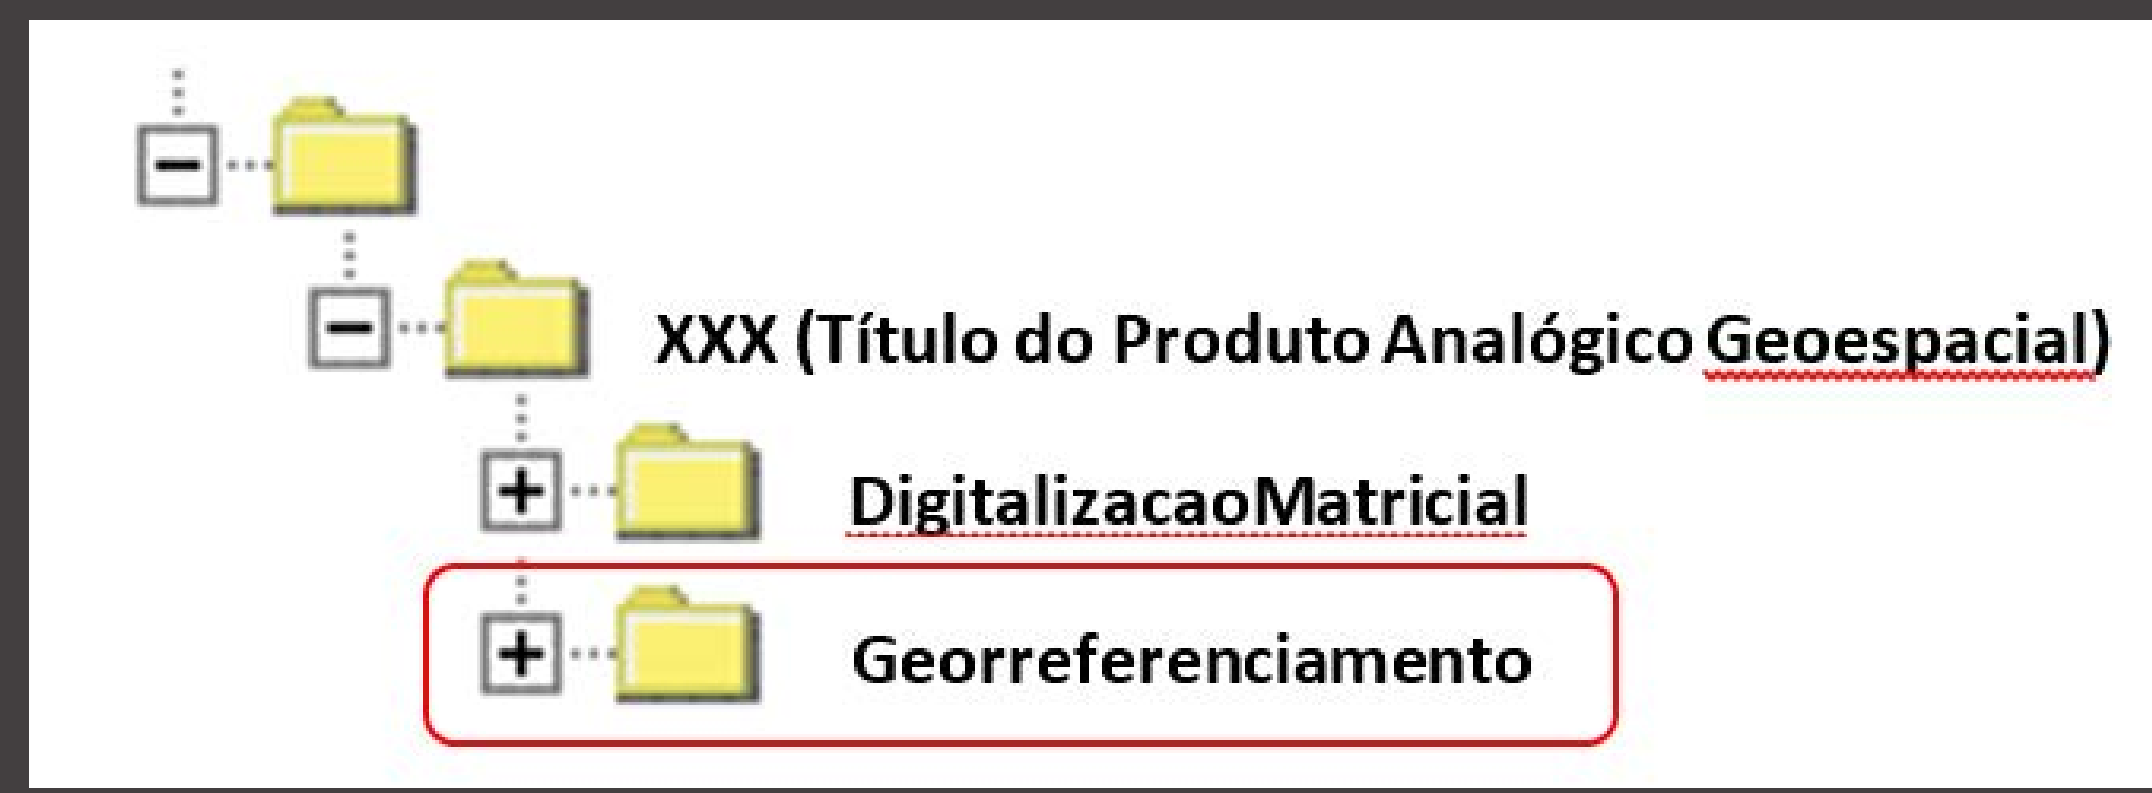 XXX (Título do Produto Analógico Geoespacial)
DigitalizacaoMatricial
Georreferenciamento